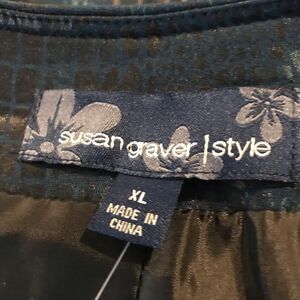 susan graver | style
XL
MADE IN
CHINA